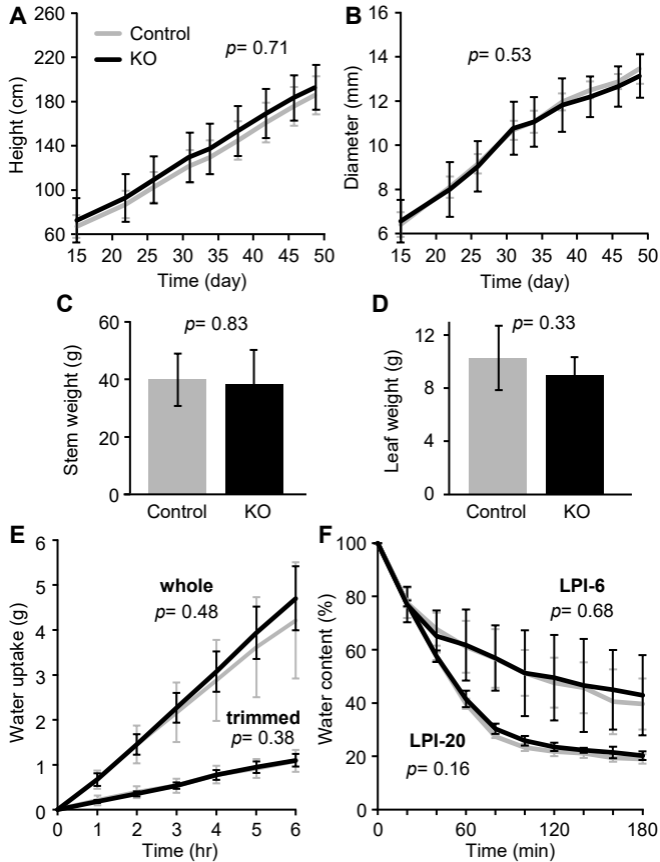 A
260
220
180
140
100
60
Height (cm)
Control
KO
p= 0.71
15 20 25 30 35 40 45 50
Time (day)
B
16
14
12
10
8
6
Diameter (mm)
p= 0.53
15 20 25 30 35 40 45 50
Time (day)
C
60
40
20
0
Stem weight (g)
p= 0.83
Control KO
D
12
8
4
0
Leaf weight (g)
p= 0.33
Control KO
E
6
5
4
3
2
1
0
Water uptake (g)
whole
p= 0.48
trimmed
p= 0.38
0 1 2 3 4 5 6
Time (hr)
F
100
80
60
40
20
0
Water content (%)
LPI-6
p= 0.68
LPI-20
p= 0.16
0 60 120 180
Time (min)